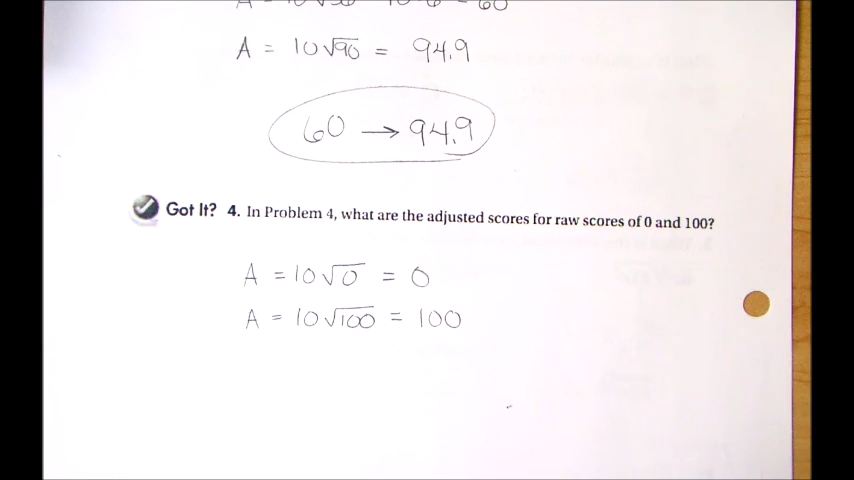 A = 10√90 = 94.9
60 → 94.9
Got It? 4. In Problem 4, what are the adjusted scores for raw scores of 0 and 100?
A = 10√0 = 0
A = 10√100 = 100